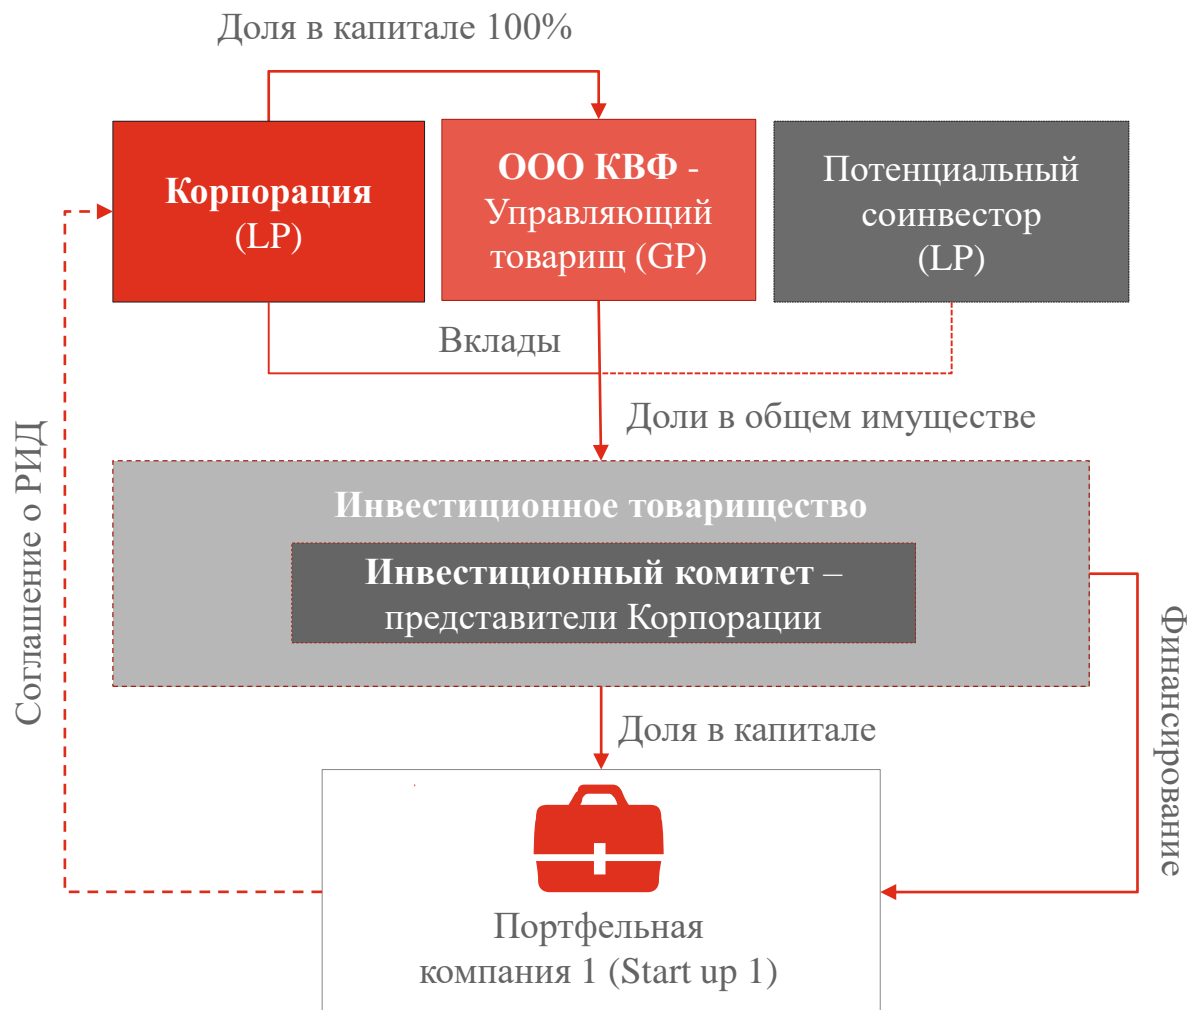 Доля в капитале 100%
Корпорация
(LP)
ООО КВФ -
Управляющий
товарищ (GP)
Потенциальный
соинвестор
(LP)
Вклады
Доли в общем имуществе
Соглашение о РИД
Инвестиционное товарищество
Инвестиционный комитет –
представители Корпорации
Финансирование
Доля в капитале
Портфельная
компания 1 (Start up 1)